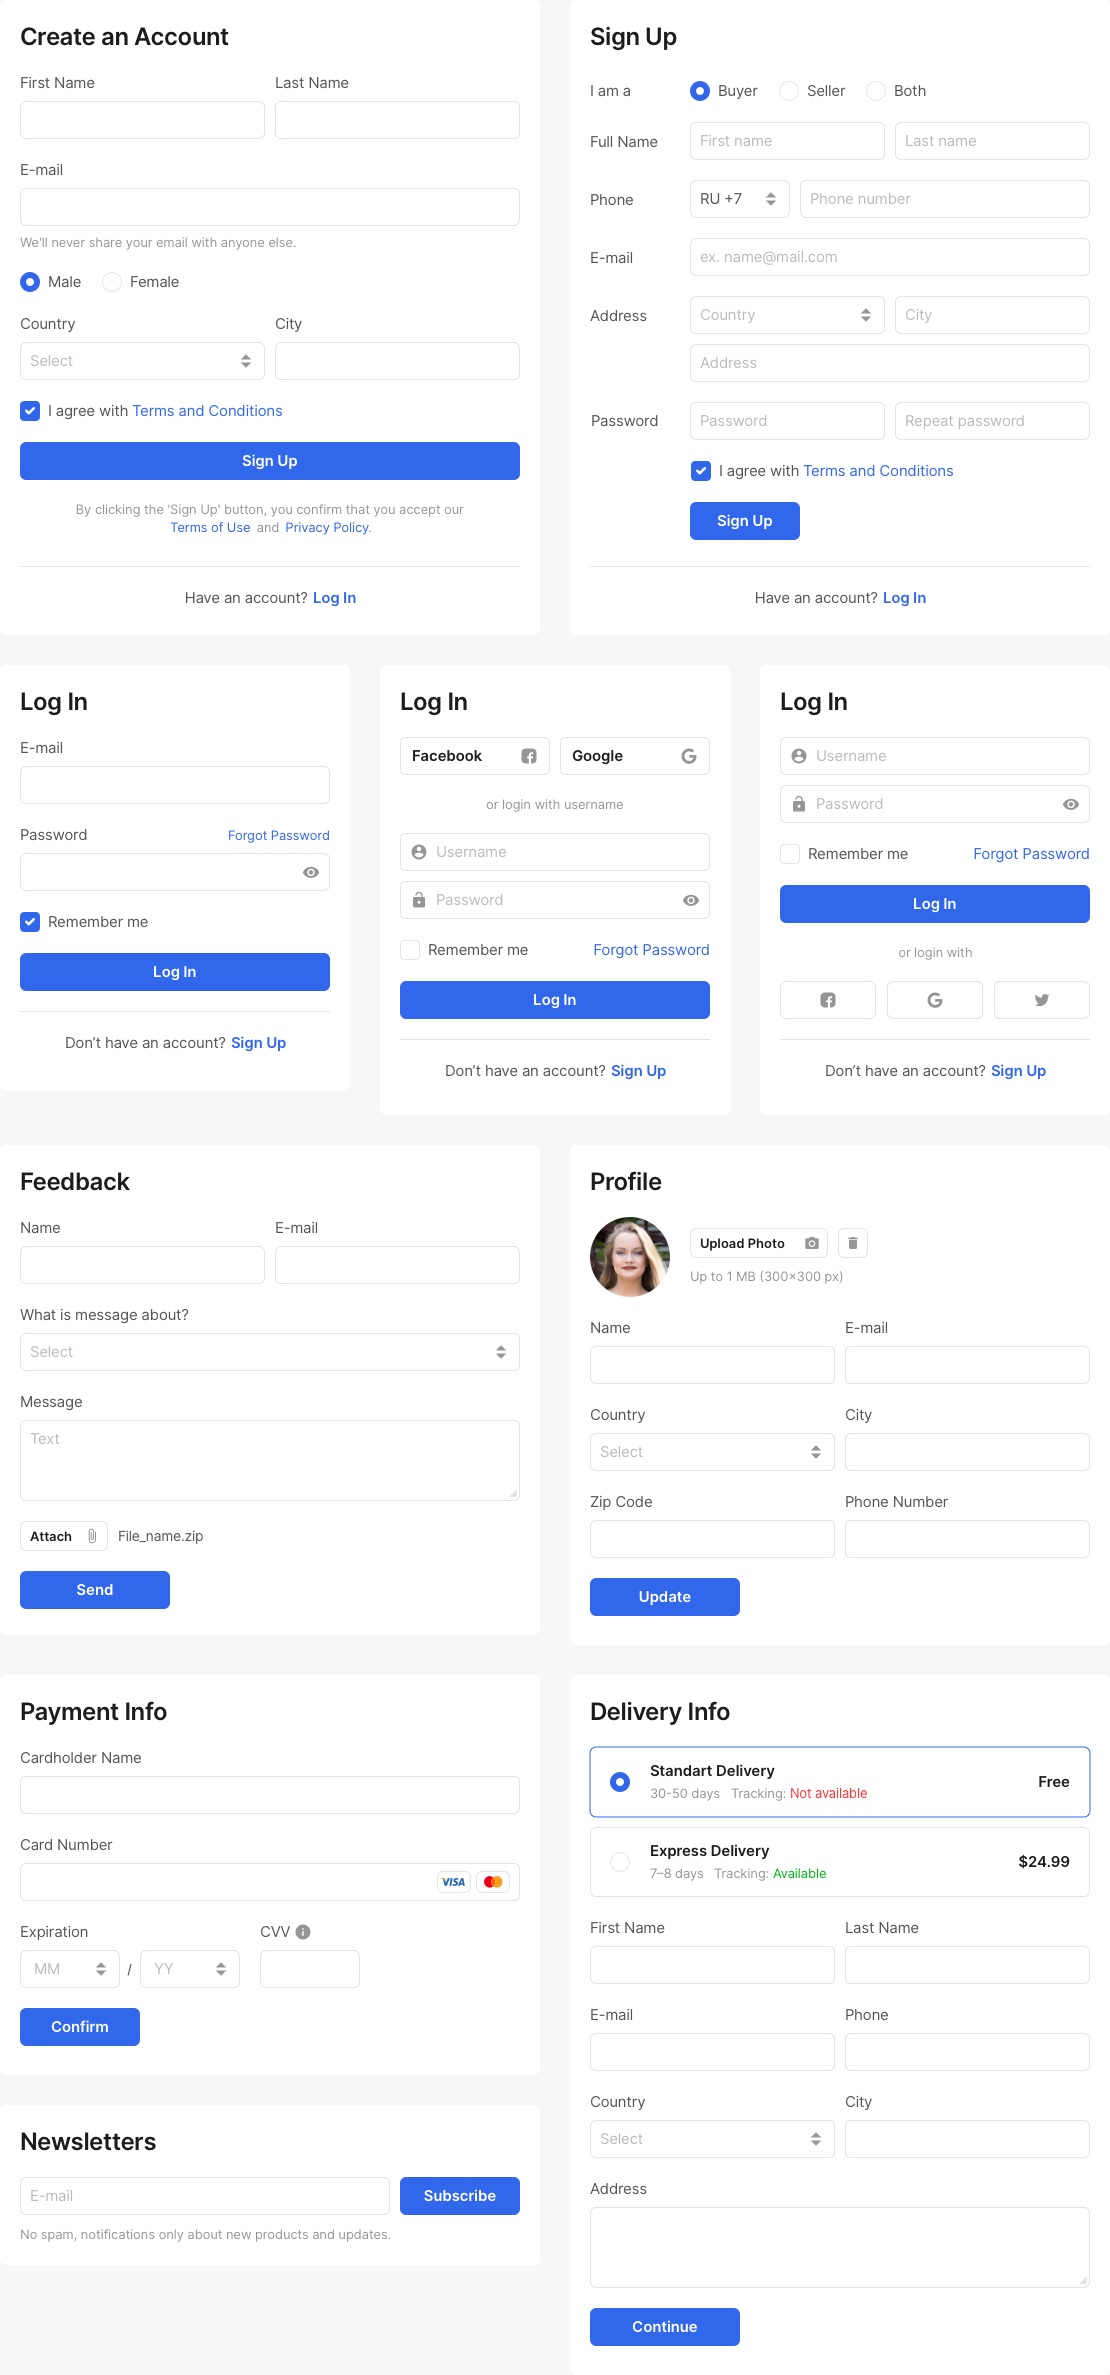 Create an Account
First Name Last Name
E-mail
We'll never share your email with anyone else.
Male Female
Country City
Select
I agree with Terms and Conditions
Sign Up
By clicking the 'Sign Up' button, you confirm that you accept our
Terms of Use and Privacy Policy.
Have an account? Log In
Sign Up
I am a Buyer Seller Both
Full Name First name Last name
Phone RU +7 Phone number
E-mail ex. name@mail.com
Address Country City
Address
Password Password Repeat password
I agree with Terms and Conditions
Sign Up
Have an account? Log In
Log In
E-mail
Password Forgot Password
Remember me
Log In
Don’t have an account? Sign Up
Log In
Facebook Google
or login with username
Username
Password
Remember me Forgot Password
Log In
Don’t have an account? Sign Up
Log In
Username
Password
Remember me Forgot Password
Log In
or login with
Don’t have an account? Sign Up
Feedback
Name E-mail
What is message about?
Select
Message
Text
Attach File_name.zip
Send
Profile
Upload Photo
Up to 1 MB (300×300 px)
Name E-mail
Country City
Select
Zip Code Phone Number
Update
Payment Info
Cardholder Name
Card Number
VISA
Expiration CVV
MM / YY
Confirm
Newsletters
E-mail Subscribe
No spam, notifications only about new products and updates.
Delivery Info
Standart Delivery Free
30-50 days Tracking: Not available
Express Delivery $24.99
7–8 days Tracking: Available
First Name Last Name
E-mail Phone
Country City
Select
Address
Continue